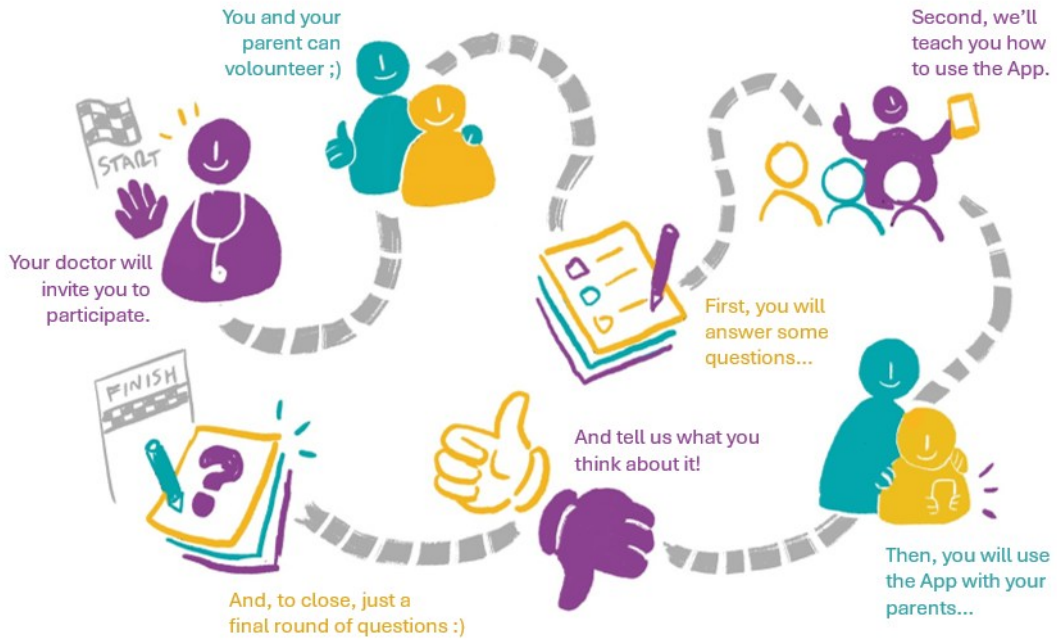 START
Your doctor will
invite you to
participate.
You and your
parent can
volounteer ;)
First, you will
answer some
questions...
Second, we'll
teach you how
to use the App.
Then, you will use
the App with your
parents...
And tell us what you
think about it!
And, to close, just a
final round of questions :)
?
FINISH